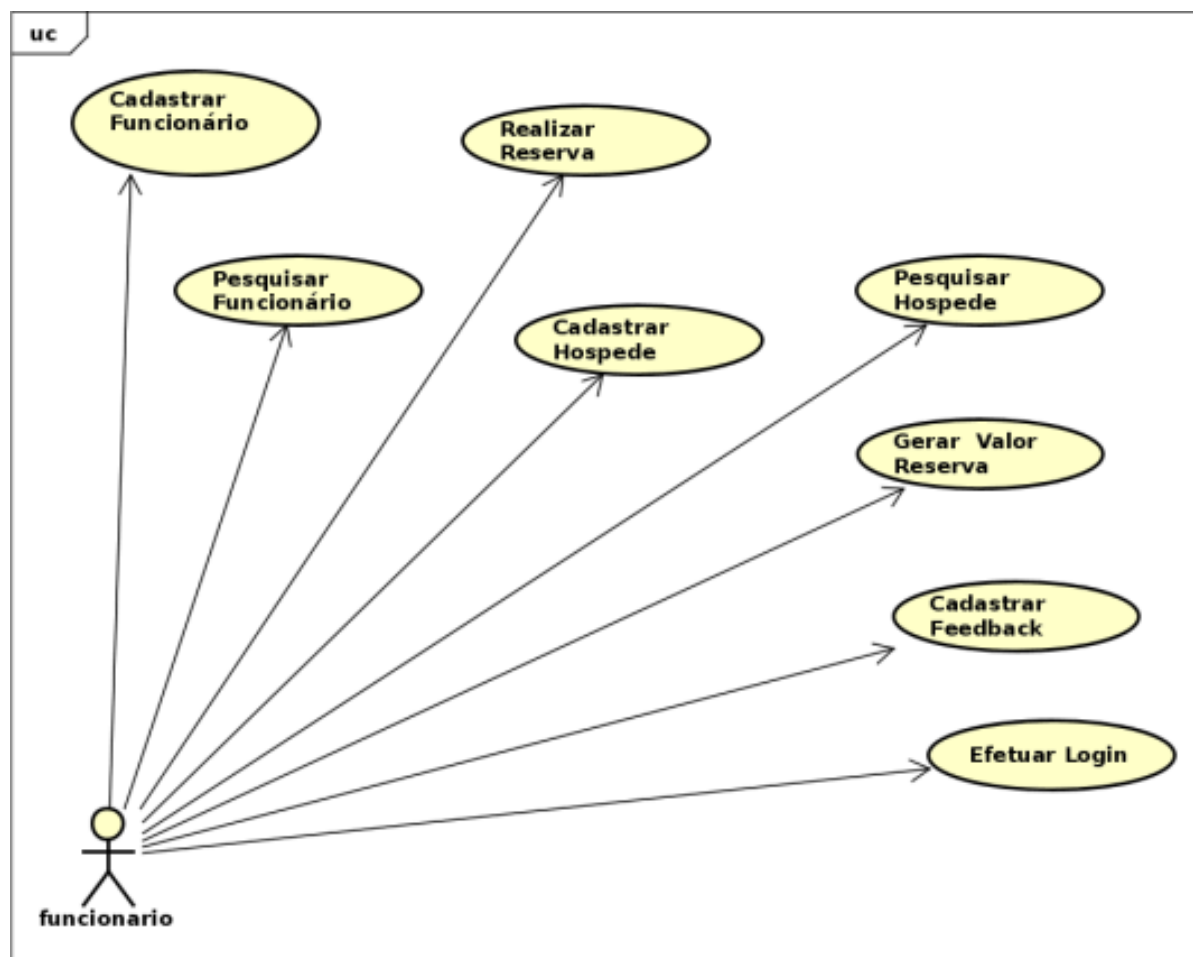 uc
Cadastrar
Funcionário
Realizar
Reserva
Pesquisar
Funcionário
Cadastrar
Hospede
Pesquisar
Hospede
Gerar Valor
Reserva
Cadastrar
Feedback
Efetuar Login
funcionario